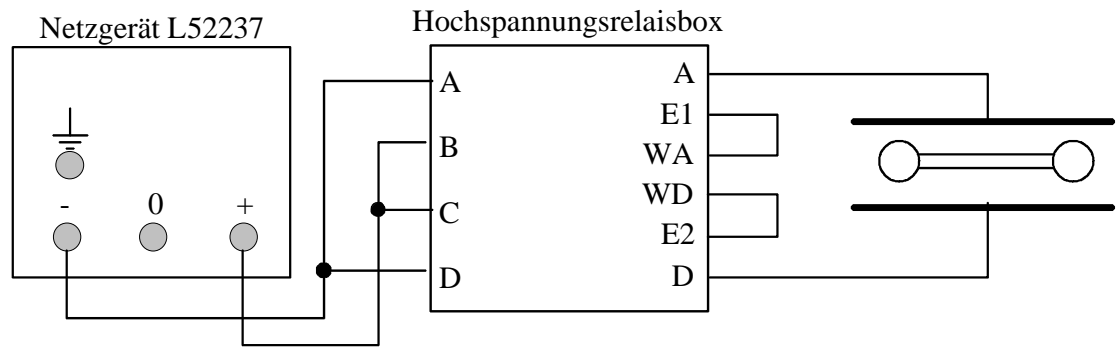 Netzgerät L52237
Hochspannungsrelaisbox
A
B
C
D
A
E1
WA
WD
E2
D
- 0 +